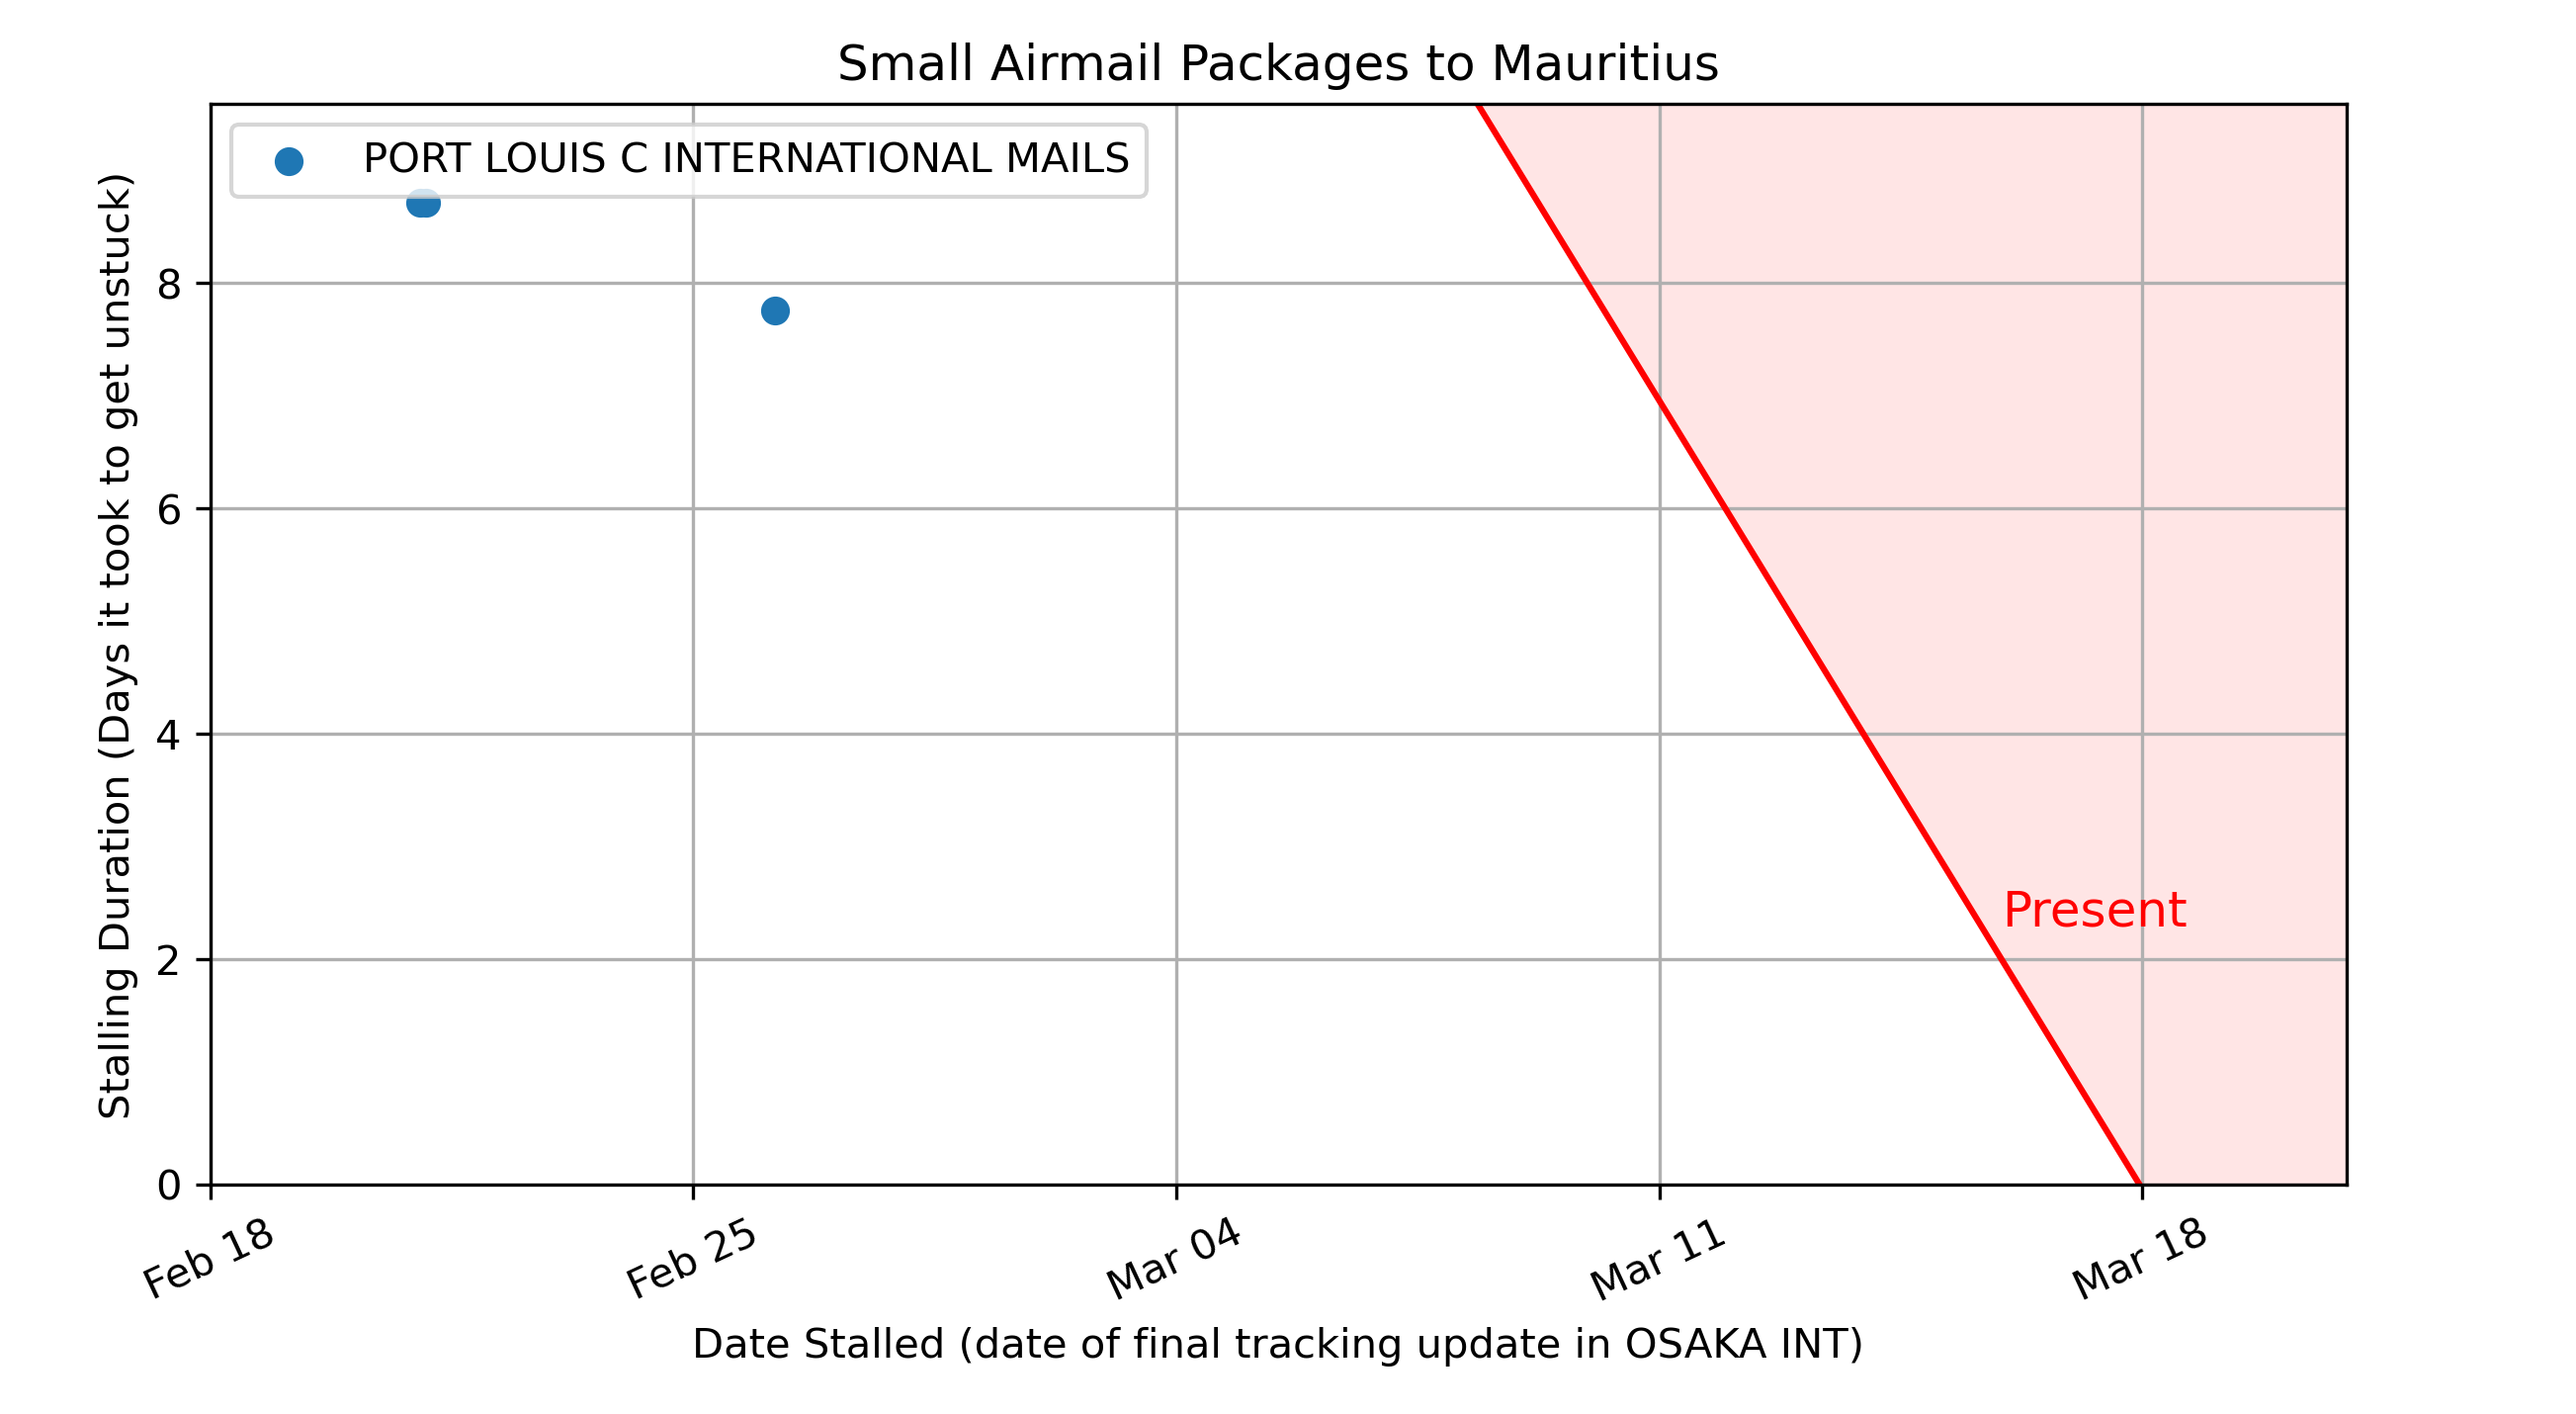 Small Airmail Packages to Mauritius
PORT LOUIS C INTERNATIONAL MAILS
Stalling Duration (Days it took to get unstuck)
8
6
4
2
0
Present
Feb 18
Feb 25
Mar 04
Mar 11
Mar 18
Date Stalled (date of final tracking update in OSAKA INT)